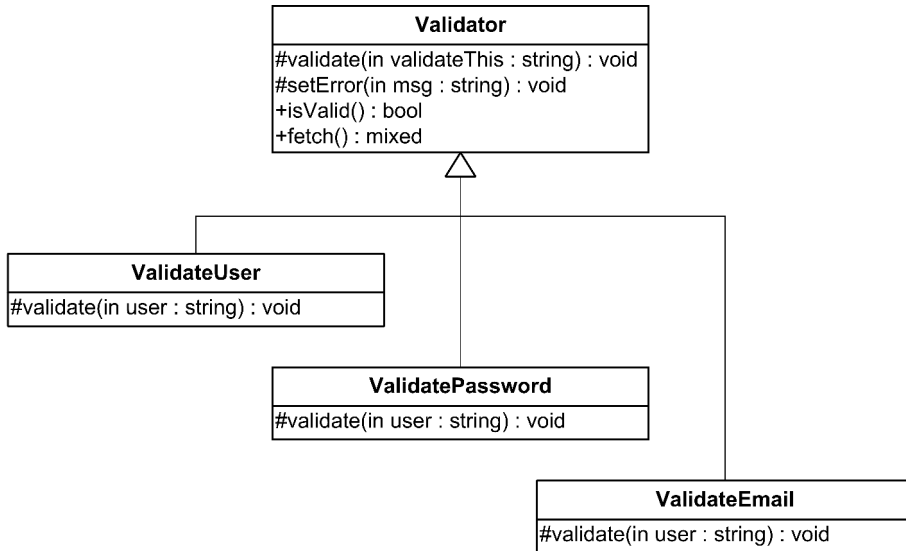 Validator
#validate(in validateThis : string) : void
#setError(in msg : string) : void
+isValid() : bool
+fetch() : mixed
ValidateUser
#validate(in user : string) : void
ValidatePassword
#validate(in user : string) : void
ValidateEmail
#validate(in user : string) : void